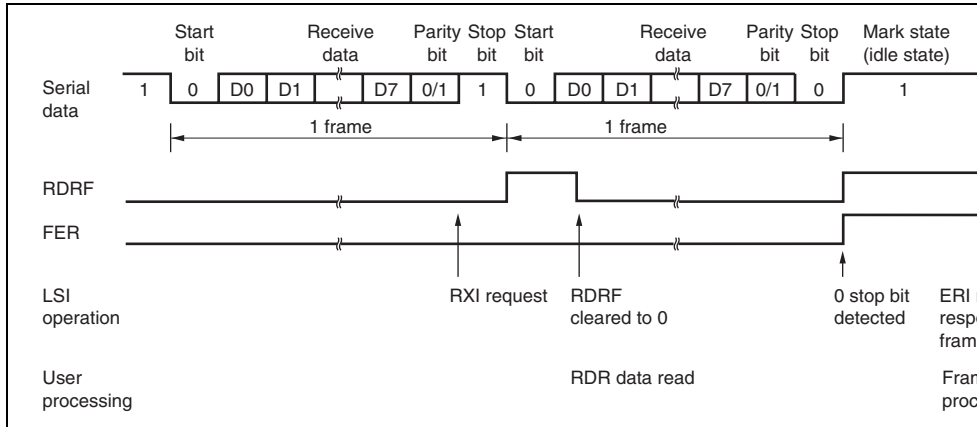 Start bit Receive data Parity bit Stop bit Start bit Receive data Parity bit Stop bit Mark state (idle state)
Serial data 1 0 D0 D1 D7 0/1 1 0 D0 D1 D7 0/1 0 1
1 frame 1 frame
RDRF
FER
LSI operation RXI request RDRF cleared to 0 0 stop bit detected ERI
User processing RDR data read